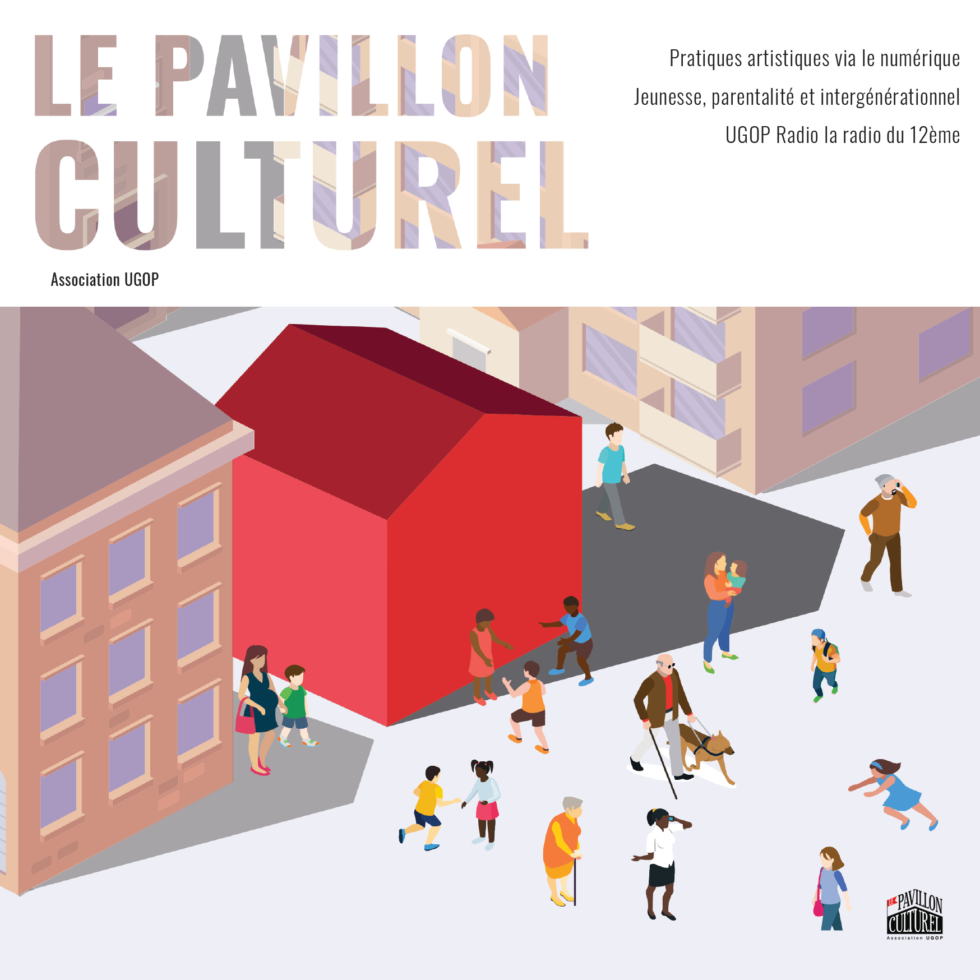 LE PAVILLON
CULTUREL
Association UGOP
Pratiques artistiques via le numérique
Jeunesse, parentalité et intergénérationnel
UGOP Radio la radio du 12ème
LE PAVILLON
CULTUREL
Association UGOP